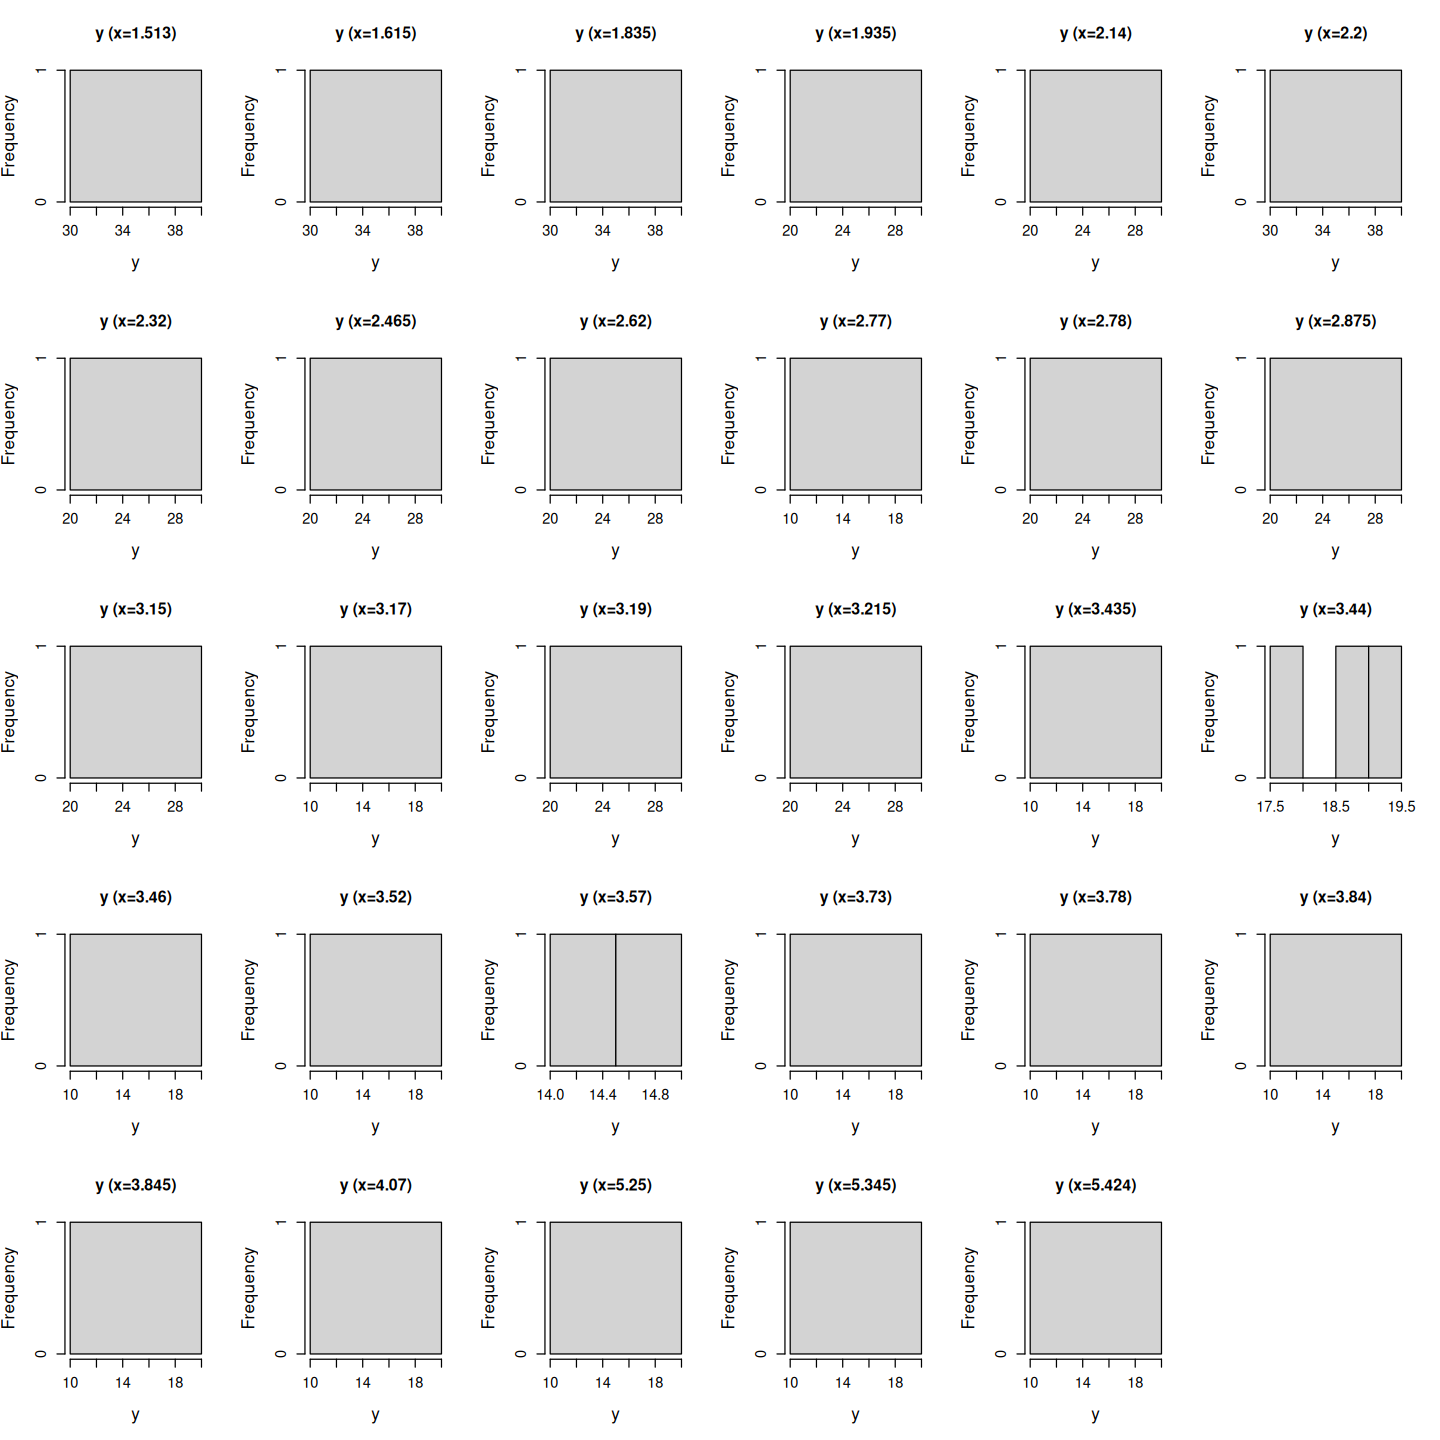 y (x=1.513) y (x=1.615) y (x=1.835) y (x=1.935) y (x=2.14) y (x=2.2)
Frequency Frequency Frequency Frequency Frequency Frequency
1 1 1 1 1 1
0 0 0 0 0 0
30 34 38 30 34 38 30 34 38 20 24 28 20 24 28 30 34 38
y y y y y y
y (x=2.32) y (x=2.465) y (x=2.62) y (x=2.77) y (x=2.78) y (x=2.875)
Frequency Frequency Frequency Frequency Frequency Frequency
1 1 1 1 1 1
0 0 0 0 0 0
20 24 28 20 24 28 20 24 28 10 14 18 20 24 28 20 24 28
y y y y y y
y (x=3.15) y (x=3.17) y (x=3.19) y (x=3.215) y (x=3.435) y (x=3.44)
Frequency Frequency Frequency Frequency Frequency Frequency
1 1 1 1 1 1
0 0 0 0 0 0
20 24 28 10 14 18 20 24 28 20 24 28 10 14 18 17.5 18.5 19.5
y y y y y y
y (x=3.46) y (x=3.52) y (x=3.57) y (x=3.73) y (x=3.78) y (x=3.84)
Frequency Frequency Frequency Frequency Frequency Frequency
1 1 1 1 1 1
0 0 0 0 0 0
10 14 18 10 14 18 14.0 14.4 14.8 10 14 18 10 14 18 10 14 18
y y y y y y
y (x=3.845) y (x=4.07) y (x=5.25) y (x=5.345) y (x=5.424)
Frequency Frequency Frequency Frequency Frequency
1 1 1 1 1
0 0 0 0 0
10 14 18 10 14 18 10 14 18 10 14 18 10 14 18
y y y y y